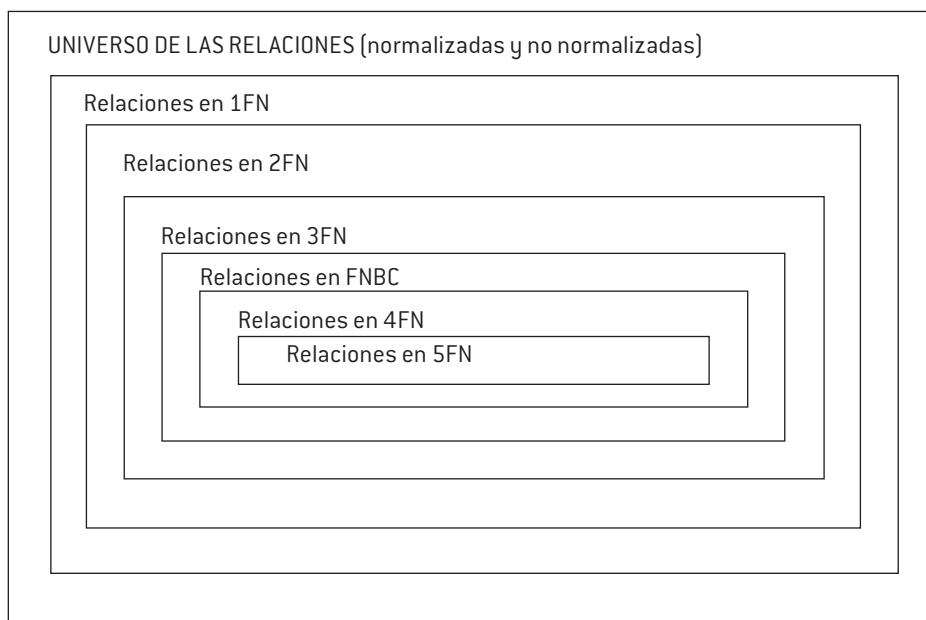 UNIVERSO DE LAS RELACIONES (normalizadas y no normalizadas)
Relaciones en 1FN
Relaciones en 2FN
Relaciones en 3FN
Relaciones en FNBC
Relaciones en 4FN
Relaciones en 5FN